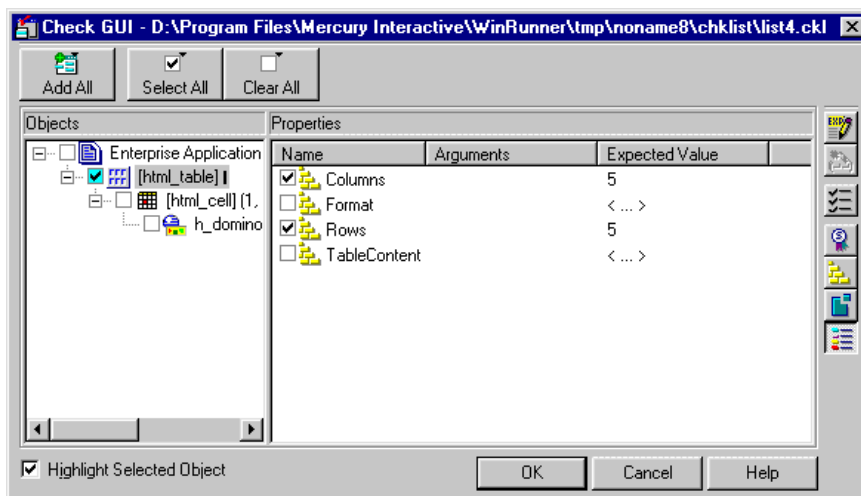 Check GUI - D:\Program Files\Mercury Interactive\WinRunner\tmp\noname8\chklist\list4.ckl
Add All Select All Clear All
Objects Properties
Enterprise Application
[html_table] I
[html_cell] (1,
h_domino
Name Arguments Expected Value
Columns 5
Format < ... >
Rows 5
TableContent < ... >
EXP
Highlight Selected Object OK Cancel Help